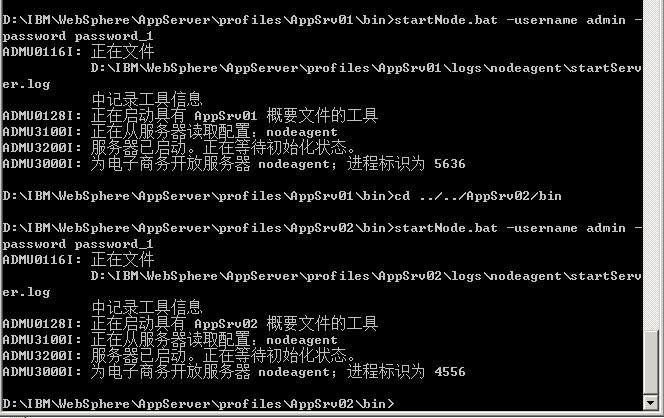 D:\IBM\WebSphere\AppServer\profiles\AppSrv01\bin>startNode.bat -username admin -
password password_1
ADMU0116I: 正在文件
D:\IBM\WebSphere\AppServer\profiles\AppSrv01\logs\nodeagent\startServ
er.log
中记录工具信息
ADMU0128I: 正在启动具有 AppSrv01 概要文件的工具
ADMU3100I: 正在从服务器读取配置：nodeagent
ADMU3200I: 服务器已启动。正在等待初始化状态。
ADMU3000I: 为电子商务开放服务器 nodeagent；进程标识为 5636
D:\IBM\WebSphere\AppServer\profiles\AppSrv01\bin>cd ../../AppSrv02/bin
D:\IBM\WebSphere\AppServer\profiles\AppSrv02\bin>startNode.bat -username admin -
password password_1
ADMU0116I: 正在文件
D:\IBM\WebSphere\AppServer\profiles\AppSrv02\logs\nodeagent\startServ
er.log
中记录工具信息
ADMU0128I: 正在启动具有 AppSrv02 概要文件的工具
ADMU3100I: 正在从服务器读取配置：nodeagent
ADMU3200I: 服务器已启动。正在等待初始化状态。
ADMU3000I: 为电子商务开放服务器 nodeagent；进程标识为 4556
D:\IBM\WebSphere\AppServer\profiles\AppSrv02\bin>